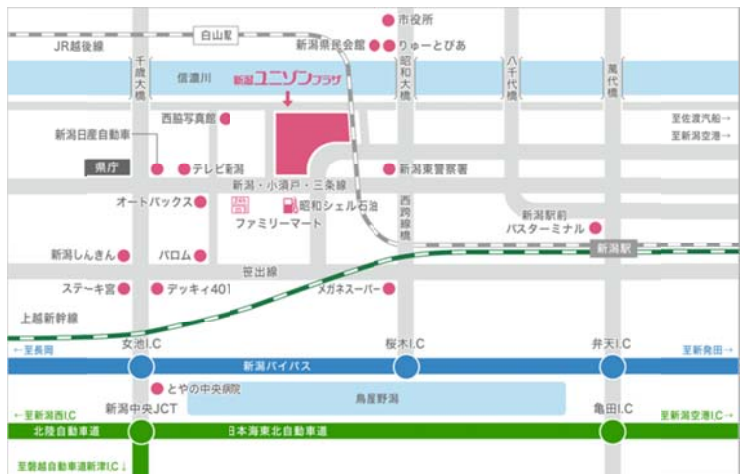 市役所
白山駅
JR越後線
新潟県民会館
りゅーとぴあ
千歳大橋
昭和大橋
八千代橋
萬代橋
信濃川
新潟ユニゾンプラザ
西脇写真館
至佐渡汽船→
至新潟空港→
新潟日産自動車
県庁
テレビ新潟
新潟東警察署
新潟・小須戸・三条線
オートバックス
昭和シェル石油
ファミリーマート
西跨線橋
新潟駅前
バスターミナル
新潟駅
新潟しんきん
バロム
笹出線
ステーキ宮
デッキィ401
メガネスーパー
上越新幹線
女池I.C
桜木I.C
弁天I.C
←至長岡
新潟バイパス
至新発田→
とやの中央病院
鳥屋野潟
新潟中央JCT
亀田I.C
←至新潟西I.C
至新潟空港I.C→
北陸自動車道
日本海東北自動車道
至磐越自動車道新津I.C↓